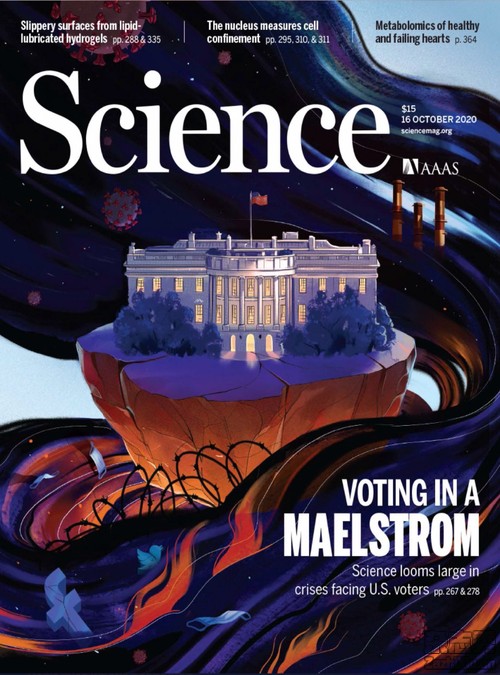 Slippery surfaces from lipid-
lubricated hydrogels pp. 288 & 335
The nucleus measures cell
confinement pp. 295, 310, & 311
Metabolomics of healthy
and failing hearts p. 364
Science
$15
16 OCTOBER 2020
sciencemag.org
AAAS
VOTING IN A
MAELSTROM
Science looms large in
crises facing U.S. voters pp. 267 & 278